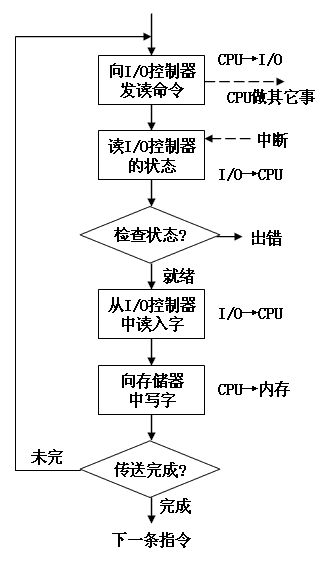 CPU→I/O
向I/O控制器
发读命令
CPU做其它事
中断
读I/O控制器
的状态
I/O→CPU
检查状态?
出错
就绪
从I/O控制器
中读入字
I/O→CPU
向存储器
中写字
CPU→内存
未完
传送完成?
完成
下一条指令